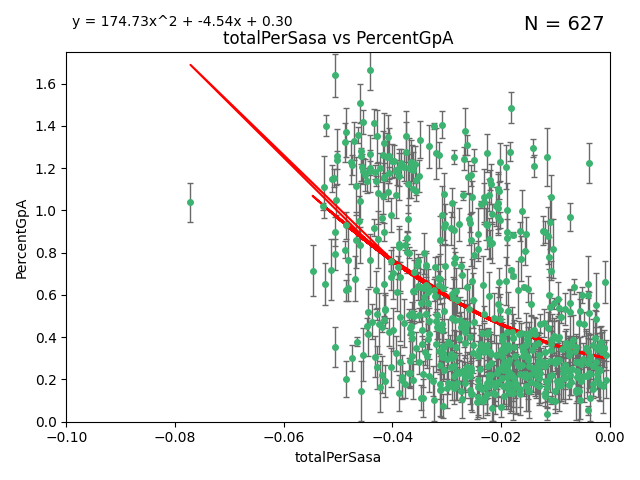 y = 174.73x^2 + -4.54x + 0.30
N = 627
totalPerSasa vs PercentGpA
PercentGpA
1.6
1.4
1.2
1.0
0.8
0.6
0.4
0.2
0.0
−0.10 −0.08 −0.06 −0.04 −0.02 0.00
totalPerSasa